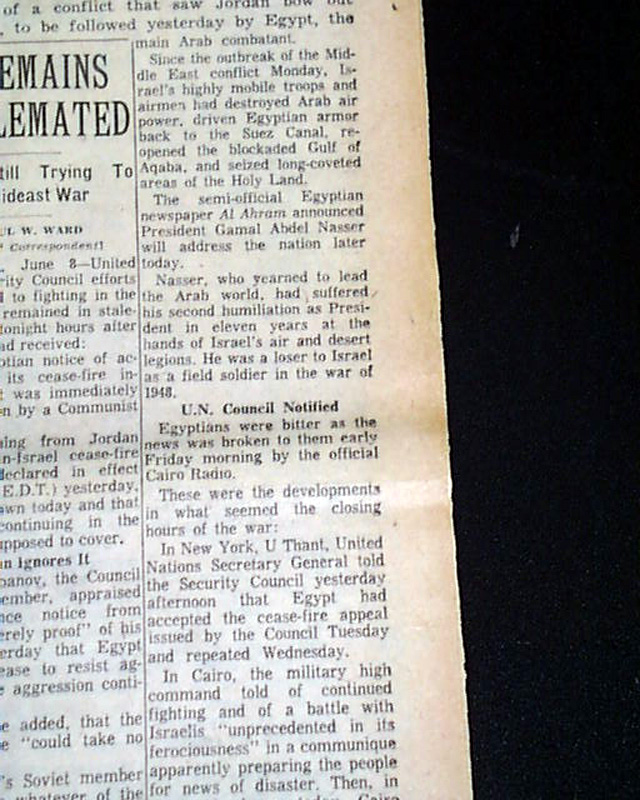 of a conflict that saw Jordan bow out
, to be followed yesterday by Egypt, the
main Arab combatant.
EMAINS
LEMATED
till Trying To
ideast War
UL W. WARD
Correspondent]
, June 8—United
rity Council efforts
to fighting in the
remained in stale-
tonight hours after
ad received:
ptian notice of ac-
its cease-fire in-
t was immediately
n by a Communist
ing from Jordan
n-Israel cease-fire
declared in effect
E.D.T.) yesterday,
wn today and that
continuing in the
upposed to cover.
an Ignores It
panov, the Council
ember, appraised
nce notice from
erely proof" of his
erday that Egypt
ease to resist ag-
e aggression conti-
e added, that the
e "could take no
's Soviet member
whatever of the
Since the outbreak of the Mid-
dle East conflict Monday, Is-
rael's highly mobile troops and
airmen had destroyed Arab air
power, driven Egyptian armor
back to the Suez Canal, re-
opened the blockaded Gulf of
Aqaba, and seized long-coveted
areas of the Holy Land.
The semi-official Egyptian
newspaper Al Ahram announced
President Gamal Abdel Nasser
will address the nation later
today.
Nasser, who yearned to lead
the Arab world, had suffered
his second humiliation as Presi-
dent in eleven years at the
hands of Israel's air and desert
legions. He was a loser to Israel
as a field soldier in the war of
1948.
U.N. Council Notified
Egyptians were bitter as the
news was broken to them early
Friday morning by the official
Cairo Radio.
These were the developments
in what seemed the closing
hours of the war:
In New York, U Thant, United
Nations Secretary General told
the Security Council yesterday
afternoon that Egypt had
accepted the cease-fire appeal
issued by the Council Tuesday
and repeated Wednesday.
In Cairo, the military high
command told of continued
fighting and of a battle with
Israelis "unprecedented in its
ferociousness" in a communique
apparently preparing the people
for news of disaster. Then, in
today, Cairo